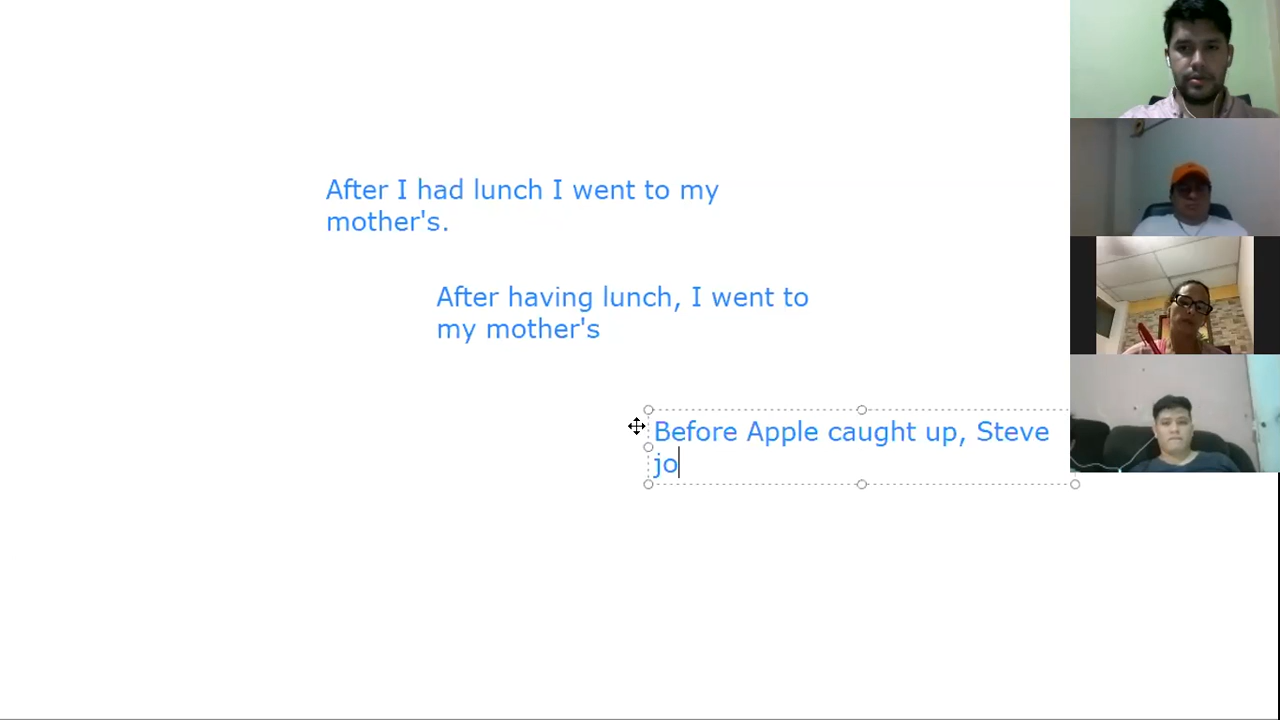 After I had lunch I went to my
mother's.
After having lunch, I went to
my mother's
Before Apple caught up, Steve
jo